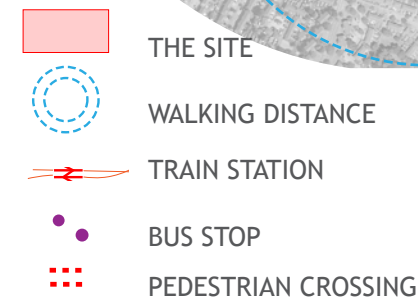 THE SITE
WALKING DISTANCE
TRAIN STATION
BUS STOP
PEDESTRIAN CROSSING